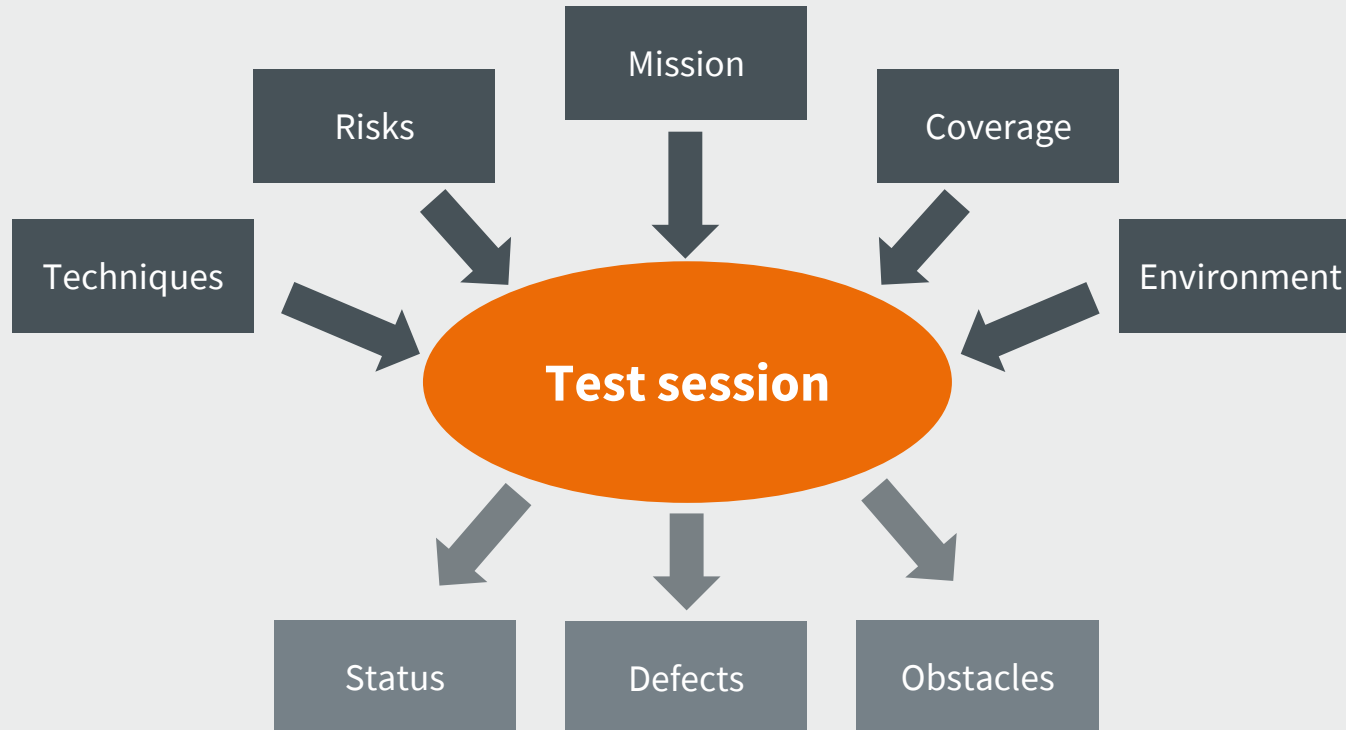 Mission
Risks
Coverage
Techniques
Environment
Test session
Status
Defects
Obstacles